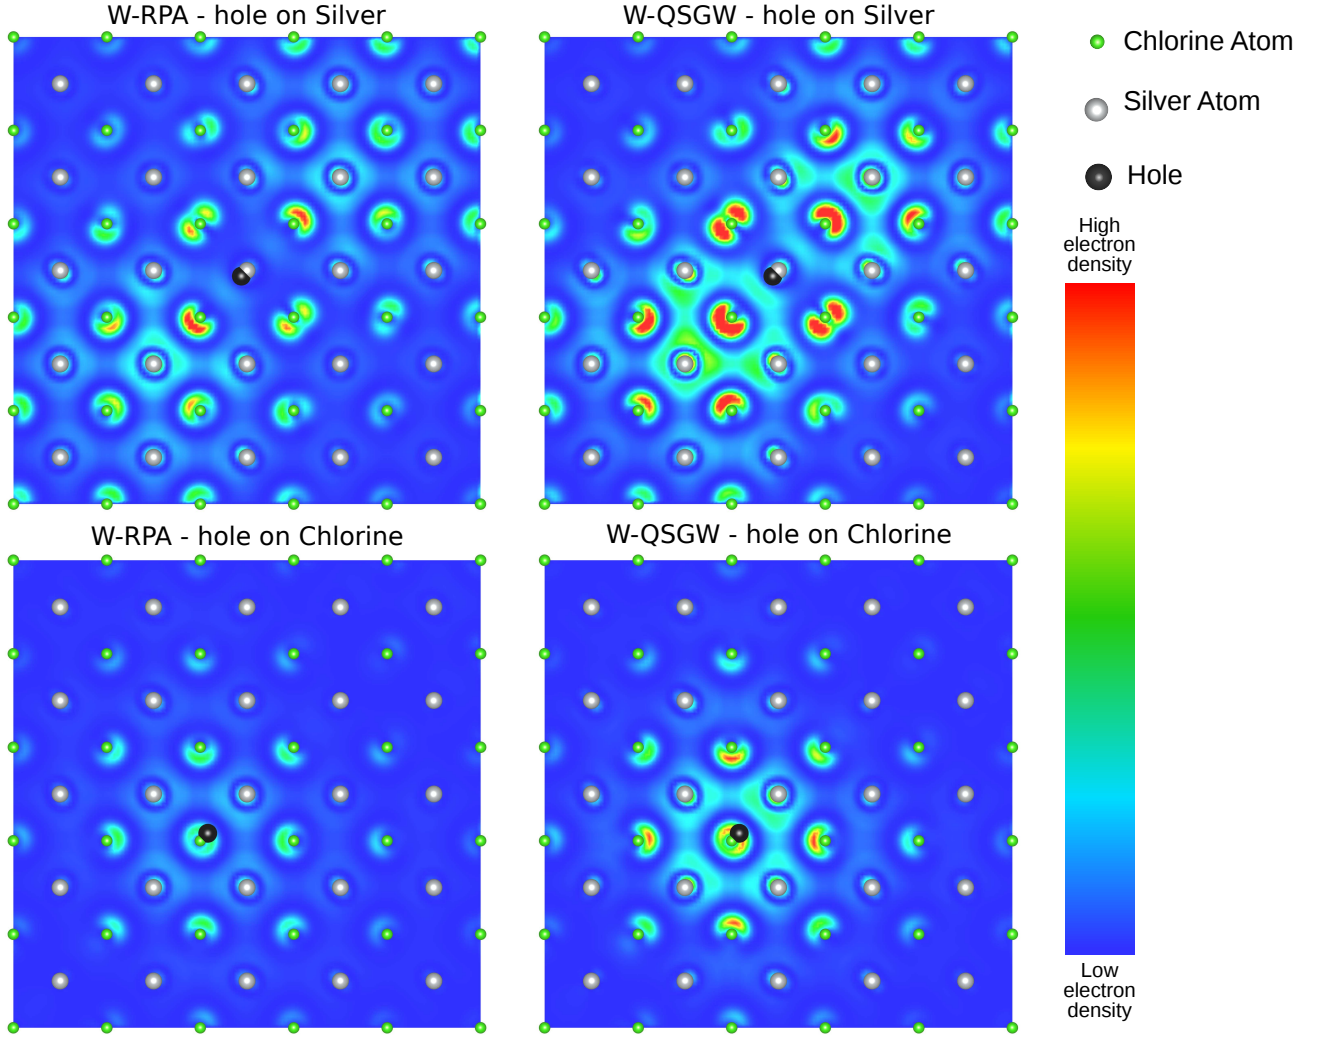 W-RPA - hole on Silver
W-QSGW - hole on Silver
Chlorine Atom
Silver Atom
Hole
High
electron
density
W-RPA - hole on Chlorine
W-QSGW - hole on Chlorine
Low
electron
density